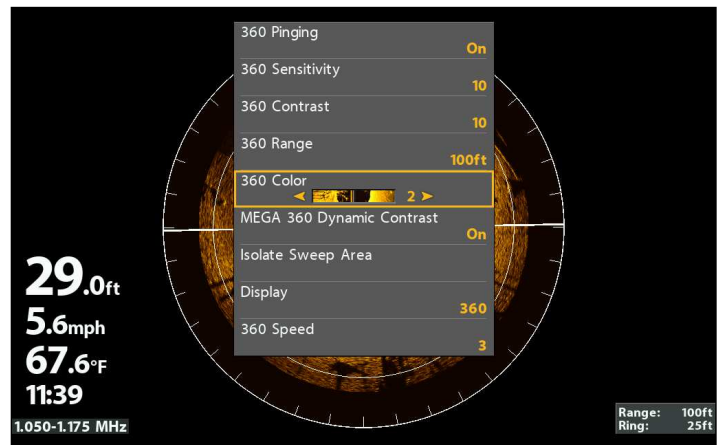 360 Pinging
On
360 Sensitivity
10
360 Contrast
10
360 Range
100ft
360 Color
2
MEGA 360 Dynamic Contrast
On
Isolate Sweep Area
Display
360
360 Speed
3
29.0ft
5.6mph
67.6°F
11:39
1.050-1.175 MHz
Range: 100ft
Ring: 25ft